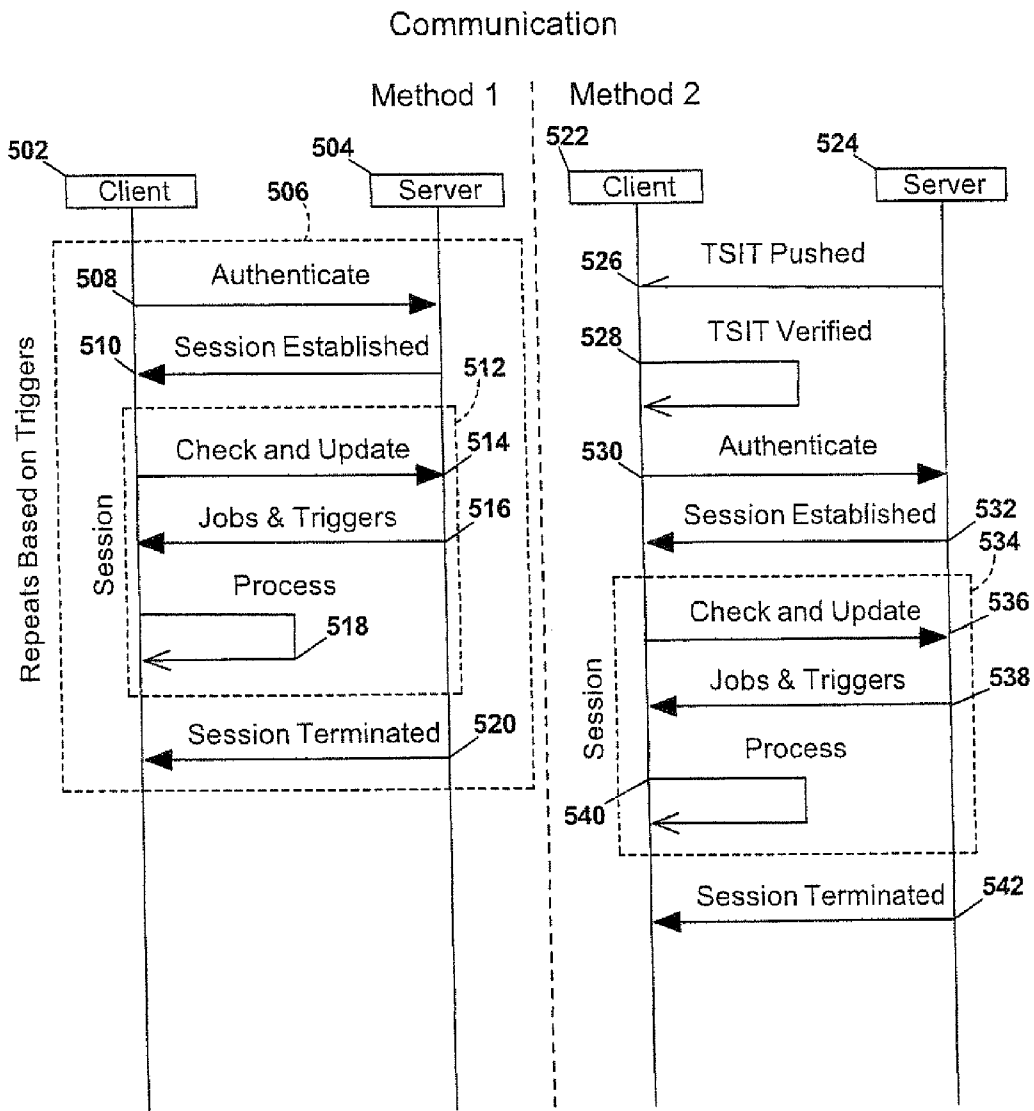 Communication
Method 1
Method 2
502
504
Client
Server
506
508
Authenticate
510
Session Established
512
Check and Update
514
Jobs & Triggers
516
Process
518
Session
Session Terminated
520
Repeats Based on Triggers
522
524
Client
Server
TSIT Pushed
526
TSIT Verified
528
Authenticate
530
Session Established
532
534
Check and Update
536
Jobs & Triggers
538
Process
540
Session
Session Terminated
542